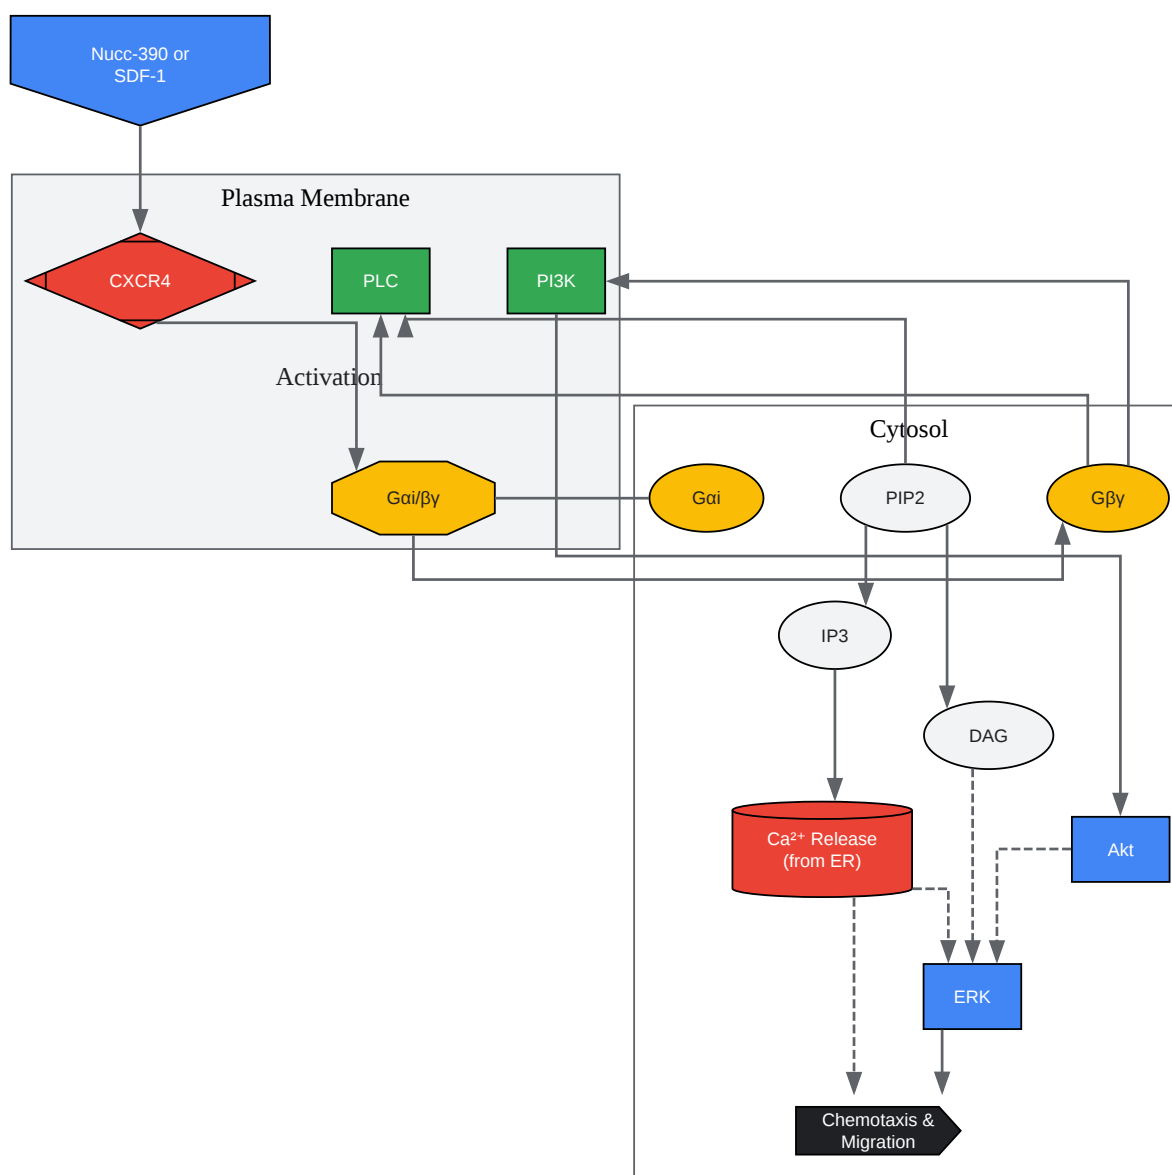 Nucc-390 or
SDF-1
Plasma Membrane
CXCR4
PLC
PI3K
Activation
Cytosol
Gαi/βγ
Gαi
PIP2
Gβγ
IP3
DAG
Ca²⁺ Release
(from ER)
Akt
ERK
Chemotaxis &
Migration